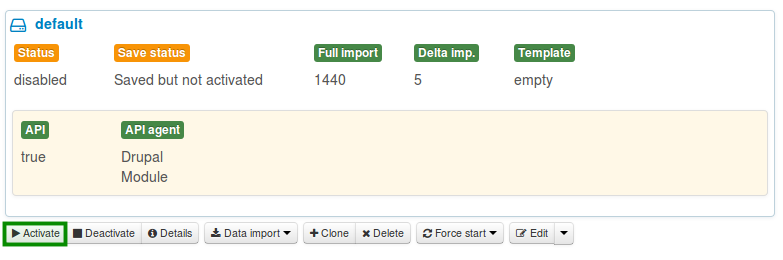 default
Status Save status Full import Delta imp. Template
disabled Saved but not activated 1440 5 empty
API API agent
true Drupal
Module
Activate Deactivate Details Data import Clone Delete Force start Edit